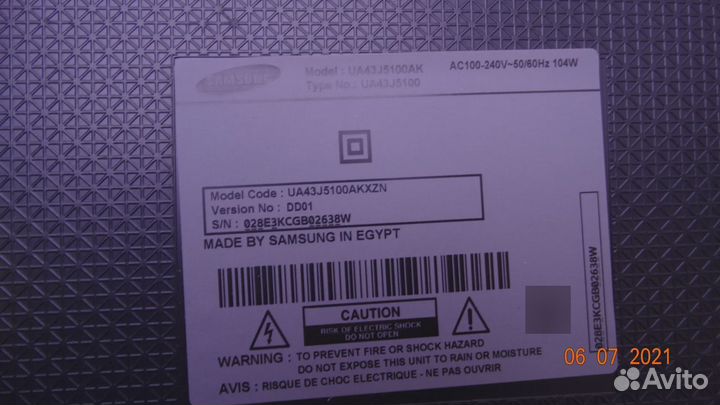 SAMSUNG
Model : UA43J5100AK
AC100-240V~50/60Hz 104W
Type No. : UA43J5100
Model Code : UA43J5100AKXZN
Version No : DD01
S/N : 028E3KCGB02638W
MADE BY SAMSUNG IN EGYPT
CAUTION
RISK OF ELECTRIC SHOCK
DO NOT OPEN
WARNING : TO PREVENT FIRE OR SHOCK HAZARD
DO NOT EXPOSE THIS UNIT TO RAIN OR MOISTURE
AVIS : RISQUE DE CHOC ELECTRIQUE - NE PAS OUVRIR
028E3KCGB02638W
06 07 2021
Avito